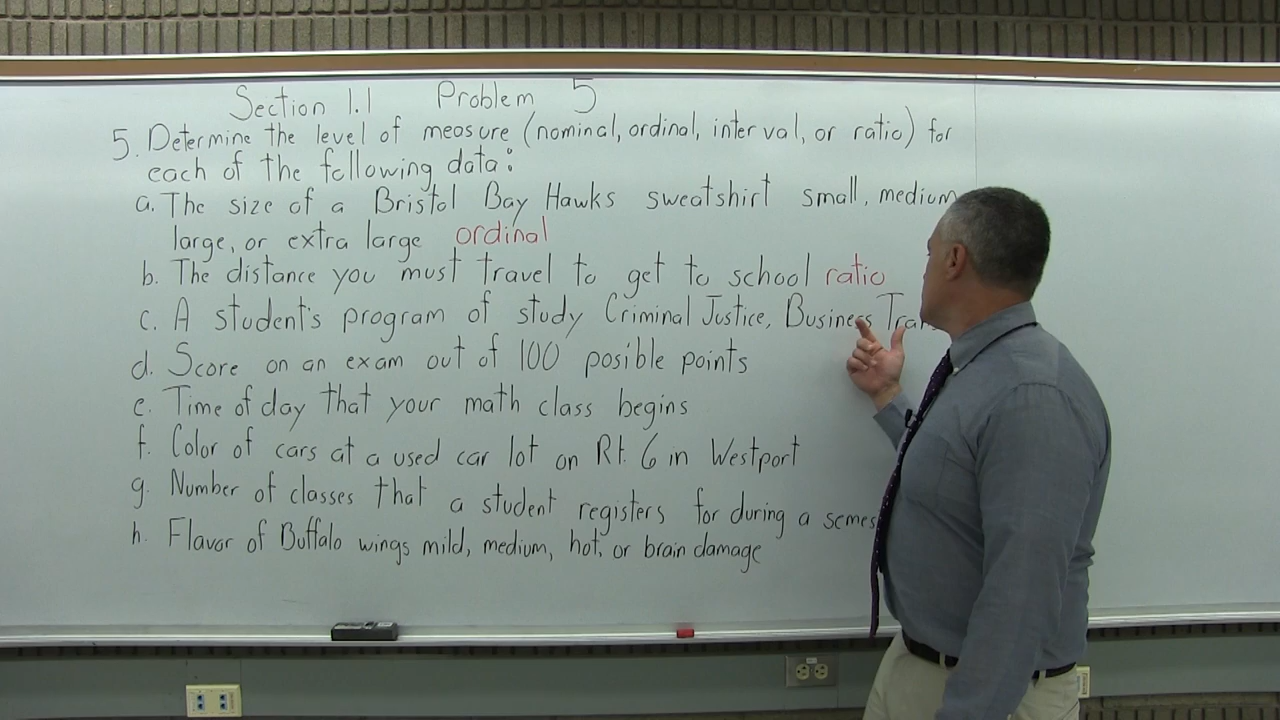 Section 1.1 Problem 5
5. Determine the level of measure (nominal, ordinal, interval, or ratio) for
each of the following data:
a. The size of a Bristol Bay Hawks sweatshirt small, medium
large, or extra large ordinal
b. The distance you must travel to get to school ratio
c. A student's program of study Criminal Justice, Business
d. Score on an exam out of 100 posible points
e. Time of day that your math class begins
f. Color of cars at a used car lot on Rt. 6 in Westport
g. Number of classes that a student registers for during a
h. Flavor of Buffalo wings mild, medium, hot, or brain damage